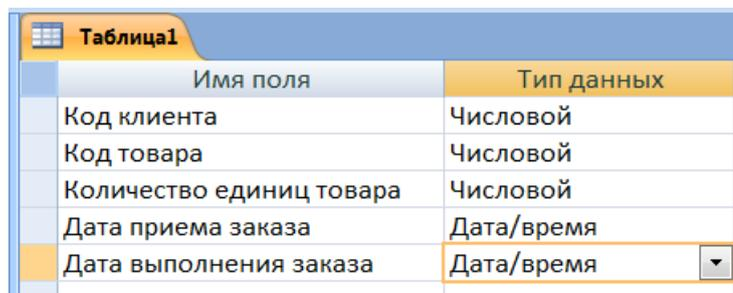 Таблица1
Имя поля Тип данных
Код клиента Числовой
Код товара Числовой
Количество единиц товара Числовой
Дата приема заказа Дата/время
Дата выполнения заказа Дата/время